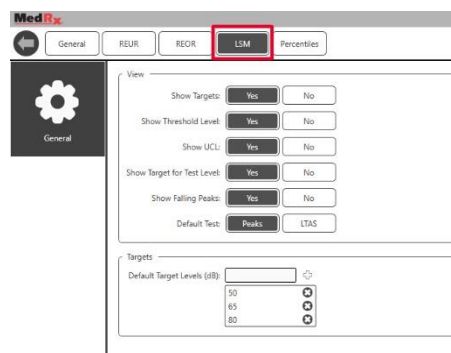 MedRx
General REUR REOR LSM Percentiles
General
View
Show Targets: Yes No
Show Threshold Level: Yes No
Show UCL: Yes No
Show Target for Test Level: Yes No
Show Falling Peaks: Yes No
Default Test: Peaks LTAS
Targets
Default Target Levels (dB):
50
65
80